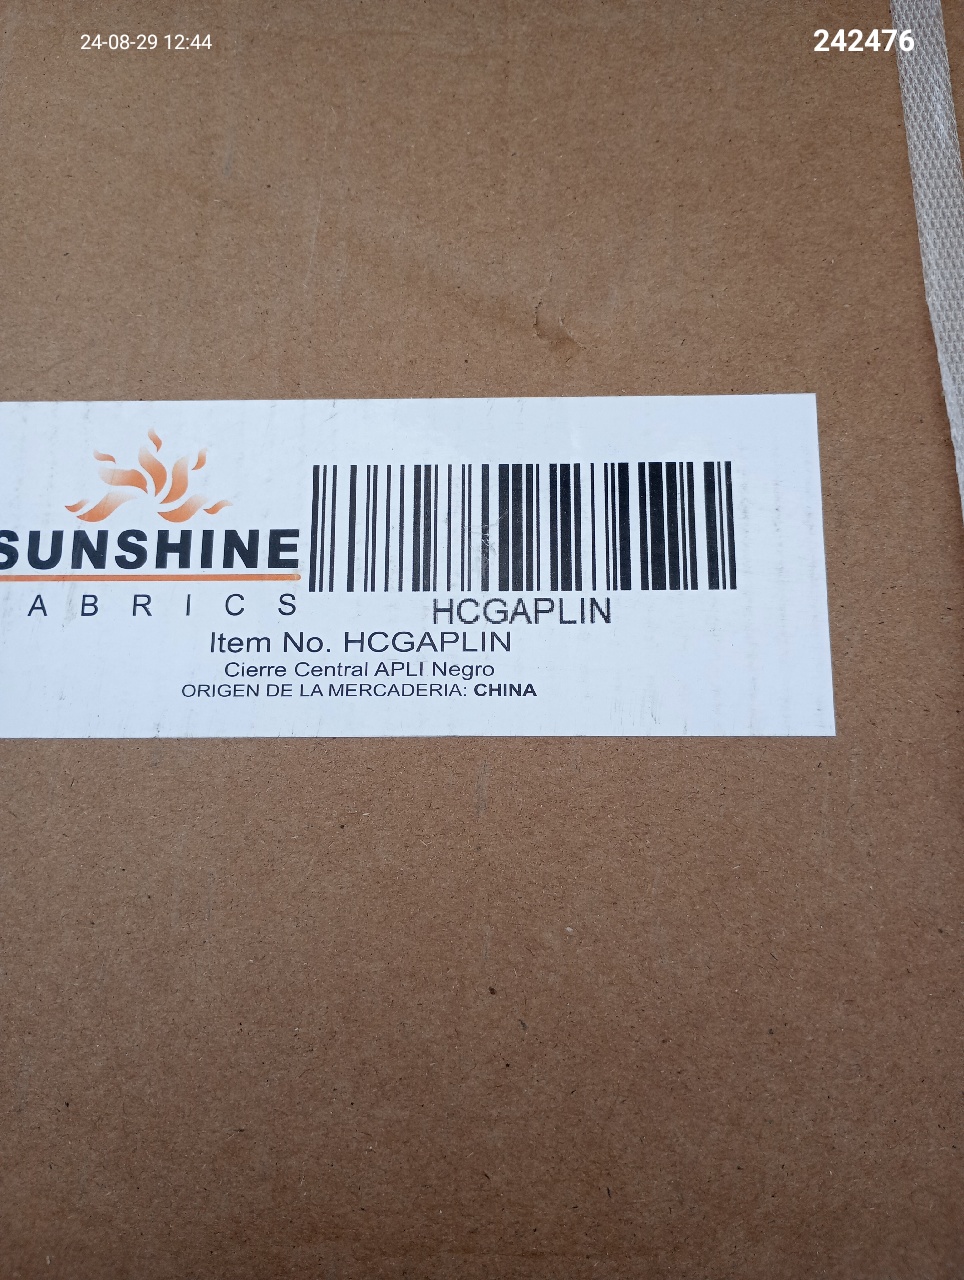 24-08-29 12:44
242476
SUNSHINE
ABRICS
HCGAPLIN
Item No. HCGAPLIN
Cierre Central APLI Negro
ORIGEN DE LA MERCADERIA: CHINA